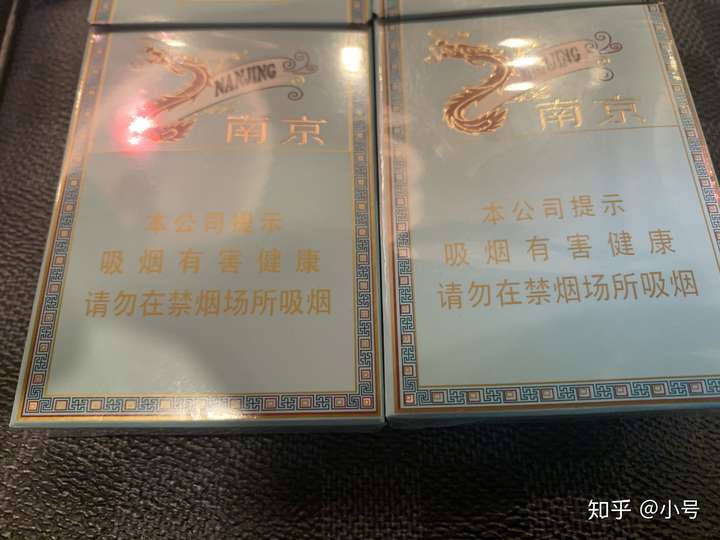 NANJING
南京
本公司提示
吸烟有害健康
请勿在禁烟场所吸烟
NANJING
南京
本公司提示
吸烟有害健康
请勿在禁烟场所吸烟
知乎 @小号